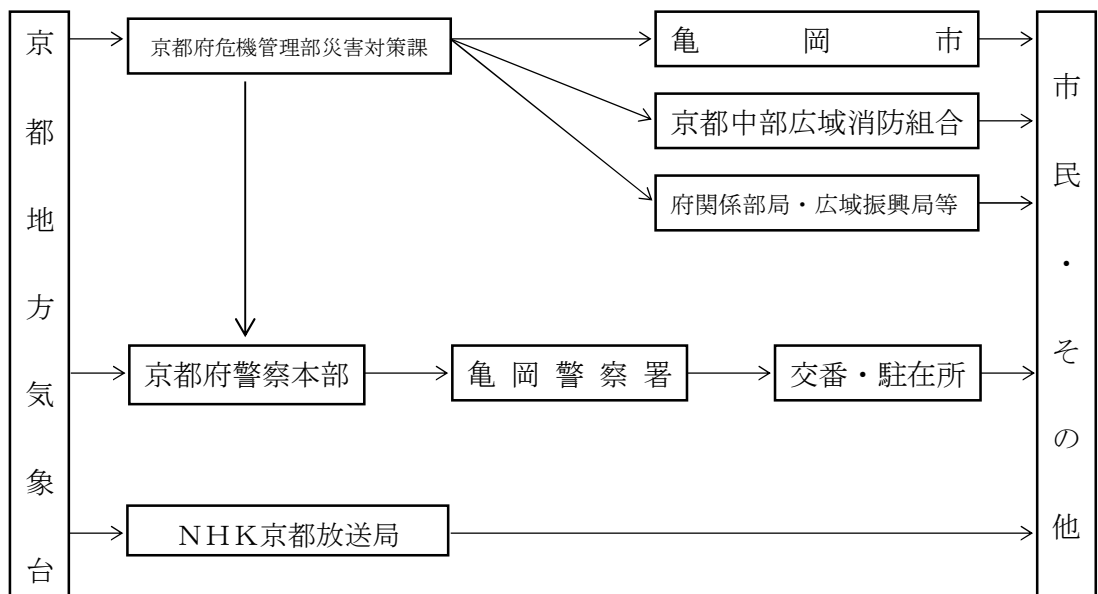 京都地方気象台
京都府危機管理部災害対策課
亀岡市
京都中部広域消防組合
府関係部局・広域振興局等
京都府警察本部
亀岡警察署
交番・駐在所
NHK京都放送局
市民・その他